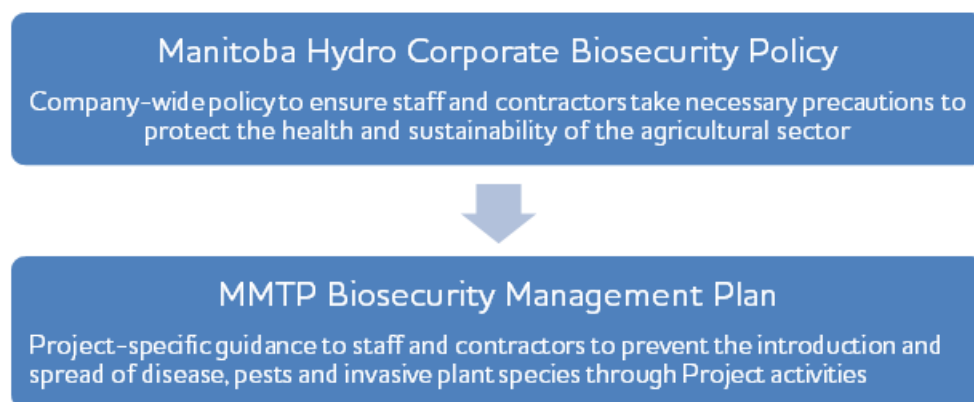 Manitoba Hydro Corporate Biosecurity Policy
Company-wide policy to ensure staff and contractors take necessary precautions to
protect the health and sustainability of the agricultural sector
MMTP Biosecurity Management Plan
Project-specific guidance to staff and contractors to prevent the introduction and
spread of disease, pests and invasive plant species through Project activities